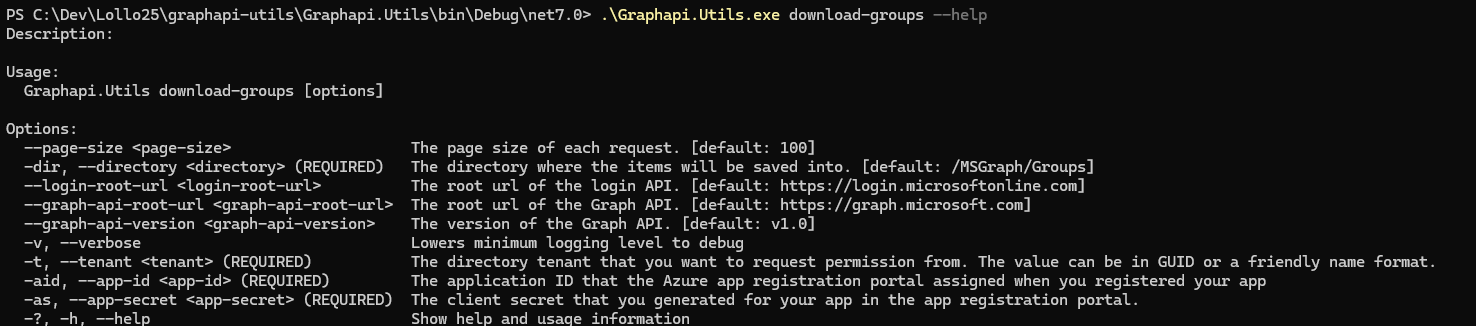 PS C:\Dev\Lollo25\graphapi-utils\Graphapi.Utils\bin\Debug\net7.0> .\Graphapi.Utils.exe download-groups --help
Description:
Usage:
Graphapi.Utils download-groups [options]
Options:
--page-size <page-size> The page size of each request. [default: 100]
-dir, --directory <directory> (REQUIRED) The directory where the items will be saved into. [default: /MSGraph/Groups]
--login-root-url <login-root-url> The root url of the login API. [default: https://login.microsoftonline.com]
--graph-api-root-url <graph-api-root-url> The root url of the Graph API. [default: https://graph.microsoft.com]
--graph-api-version <graph-api-version> The version of the Graph API. [default: v1.0]
-v, --verbose Lowers minimum logging level to debug
-t, --tenant <tenant> (REQUIRED) The directory tenant that you want to request permission from. The value can be in GUID or a friendly name format.
-aid, --app-id <app-id> (REQUIRED) The application ID that the Azure app registration portal assigned when you registered your app
-as, --app-secret <app-secret> (REQUIRED) The client secret that you generated for your app in the app registration portal.
-?, -h, --help Show help and usage information